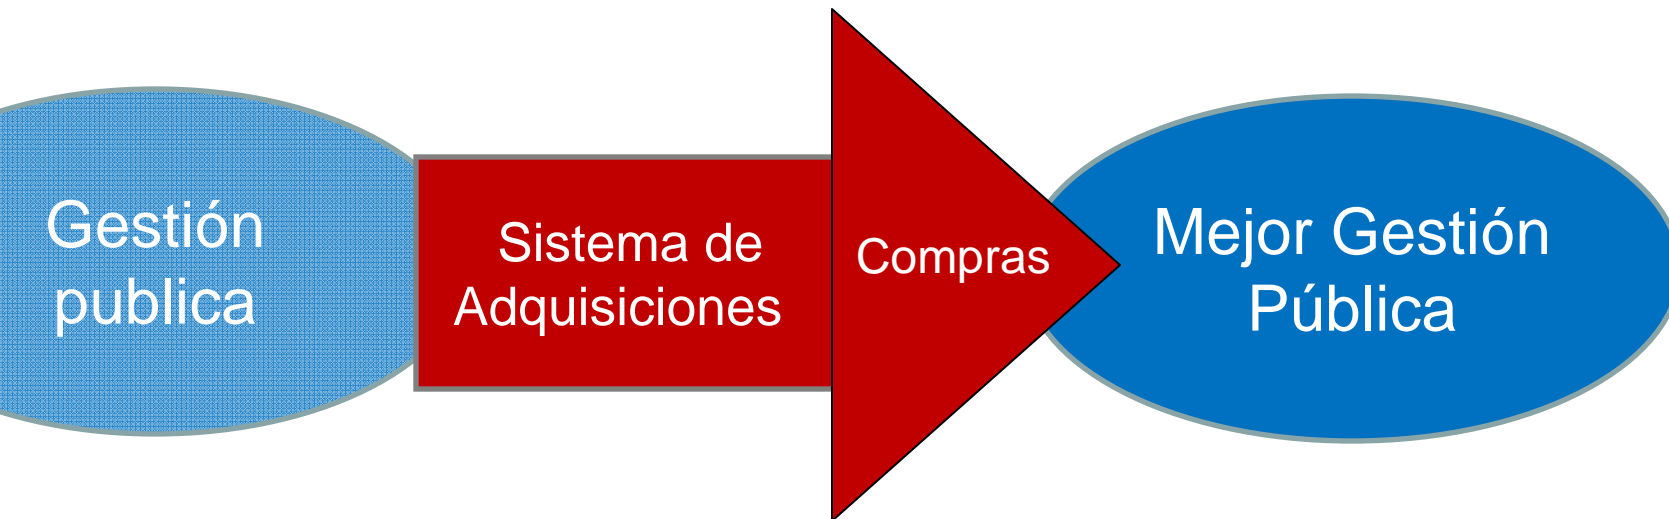 Gestión
publica
Sistema de
Adquisiciones
Compras
Mejor Gestión
Pública